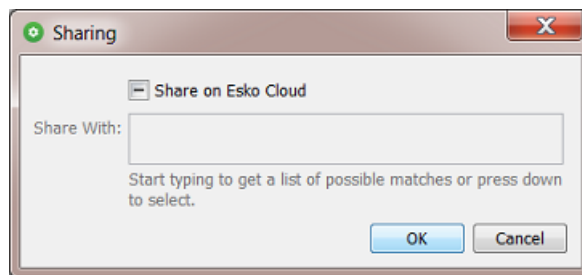 Sharing
Share on Esko Cloud
Share With:
Start typing to get a list of possible matches or press down
to select.
OK
Cancel